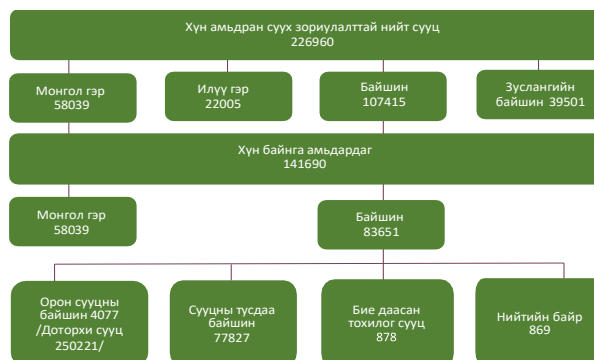 Хүн амьдран суух зориулалттай нийт сууц
226960
Монгол гэр
58039
Илүү гэр
22005
Байшин
107415
Зуслангийн
байшин 39501
Хүн байнга амьдардаг
141690
Монгол гэр
58039
Байшин
83651
Орон сууцны
байшин 4077
/Доторхи сууц
250221/
Сууцны тусдаа
байшин
77827
Бие даасан
тохилог сууц
878
Нийтийн байр
869